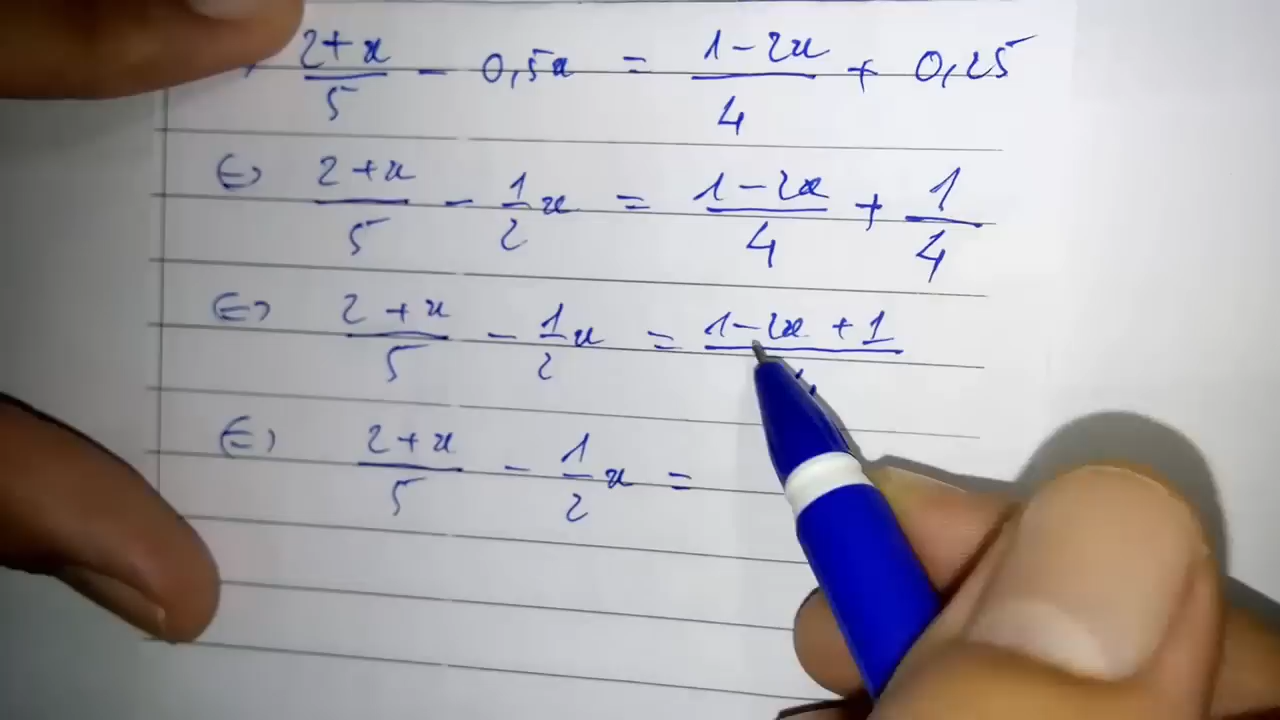 (2+x)/5 - 0,5x = (1-2x)/4 + 0,25
⇔ (2+x)/5 - 1/2 x = (1-2x)/4 + 1/4
⇔ (2+x)/5 - 1/2 x = (1-2x+1)/
⇔ (2+x)/5 - 1/2 x =